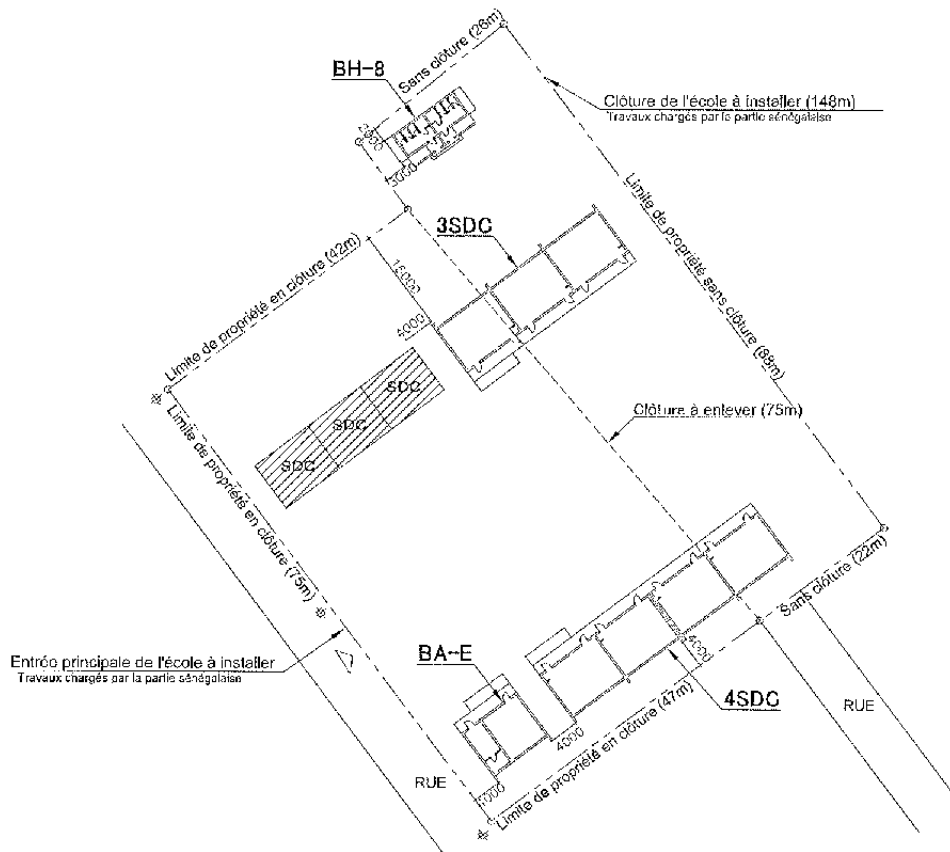 Sans clôture (26m)
BH-8
Clôture de l'école à installer (148m)
Travaux chargés par la partie sénégalaise
3000
3SDC
Limite de propriété sans clôture (88m)
Limite de propriété en clôture (42m)
15000
4000
SDC
SDC
SDC
Clôture à enlever (75m)
Limite de propriété en clôture (75m)
Sans clôture (22m)
Entrée principale de l'école à installer
Travaux chargés par la partie sénégalaise
BA-E
4000
4SDC
4000
Limite de propriété en clôture (47m)
RUE
RUE